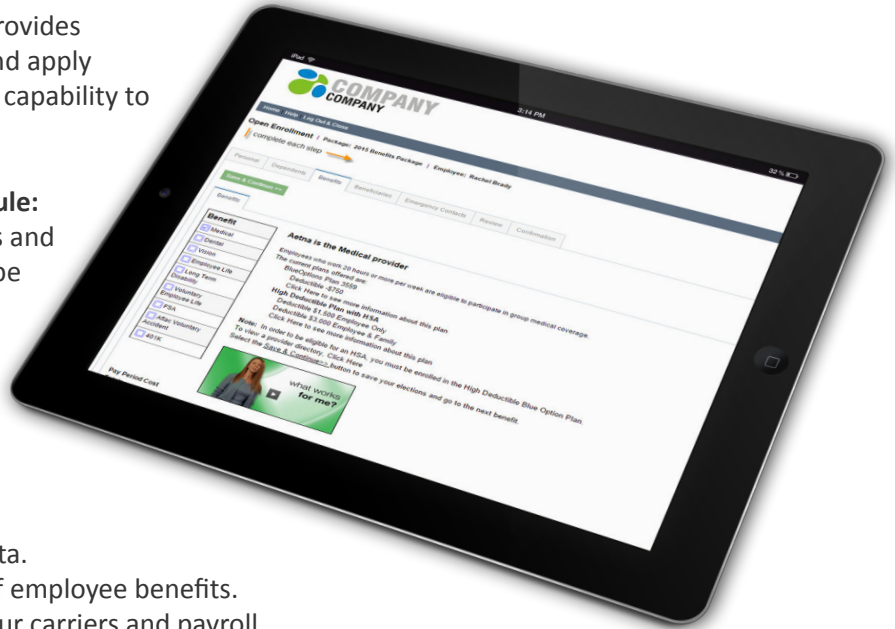 rovides
nd apply
capability to
ule:
s and
be
ta.
f employee benefits.
ur carriers and payroll
iPad
3:14 PM
32 %
COMPANY
COMPANY
Home Help Log Out & Close
Open Enrollment | Package: 2015 Benefits Package | Employee: Rachel Brady
complete each step
Personal Dependents Benefits Beneficiaries Emergency Contacts Review Confirmation
Save & Continue >>
Benefits
Benefit
Medical
Dental
Vision
Employee Life
Long Term
Disability
Voluntary
Employee Life
FSA
Aflac Voluntary
Accident
401K
Pay Period Cost
Aetna is the Medical provider
Employees who work 20 hours or more per week are eligible to participate in group medical coverage.
The current plans offered are:
BlueOptions Plan 3559
Deductible -$750
Click Here to see more information about this plan
High Deductible Plan with HSA
Deductible $1,500 Employee Only
Deductible $3,000 Employee & Family
Click Here to see more information about this plan
Note: In order to be eligible for an HSA, you must be enrolled in the High Deductible Blue Option Plan.
To view a provider directory, Click Here
Select the Save & Continue>> button to save your elections and go to the next benefit.
what works
for me?